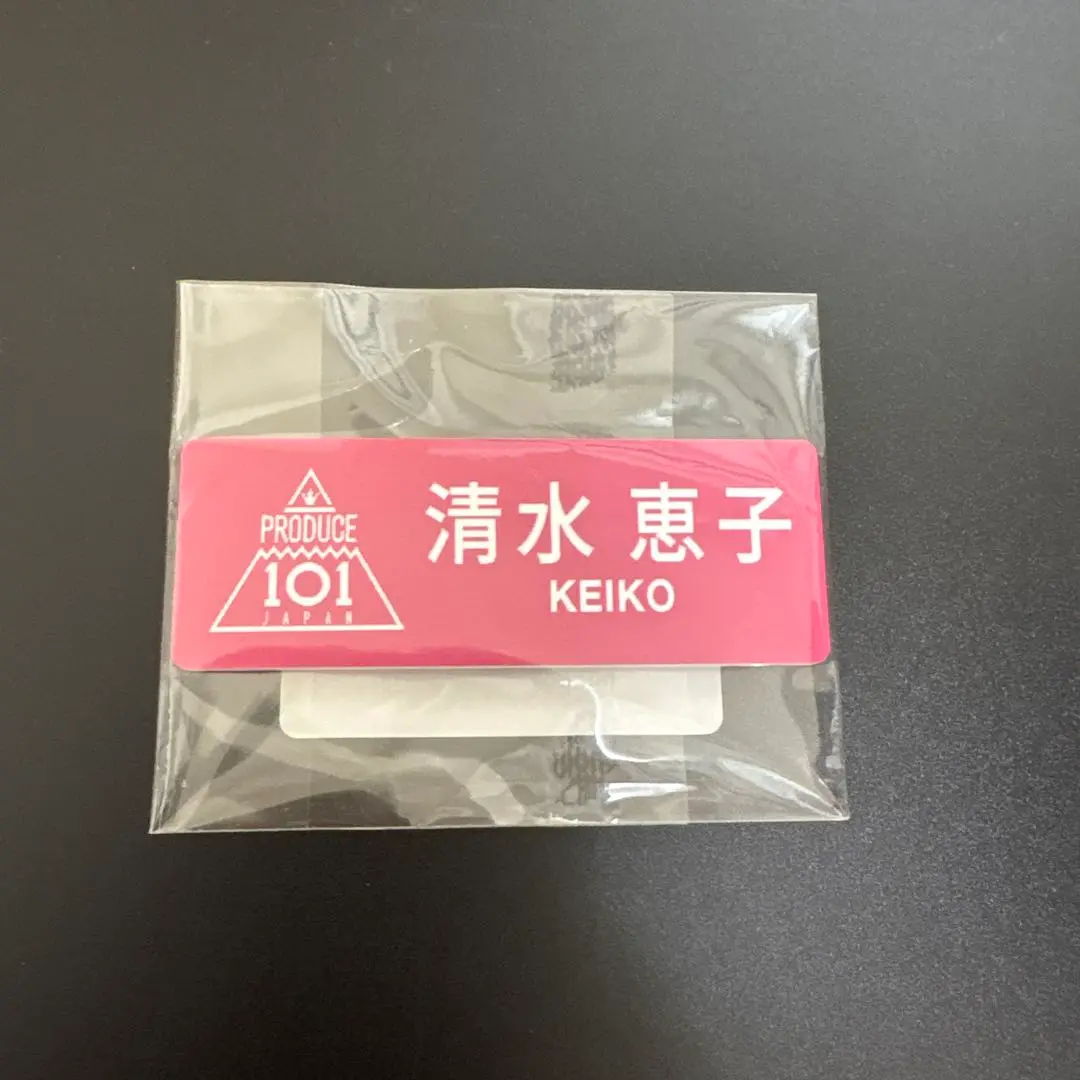 PRODUCE
101
JAPAN
清水 恵子
KEIKO